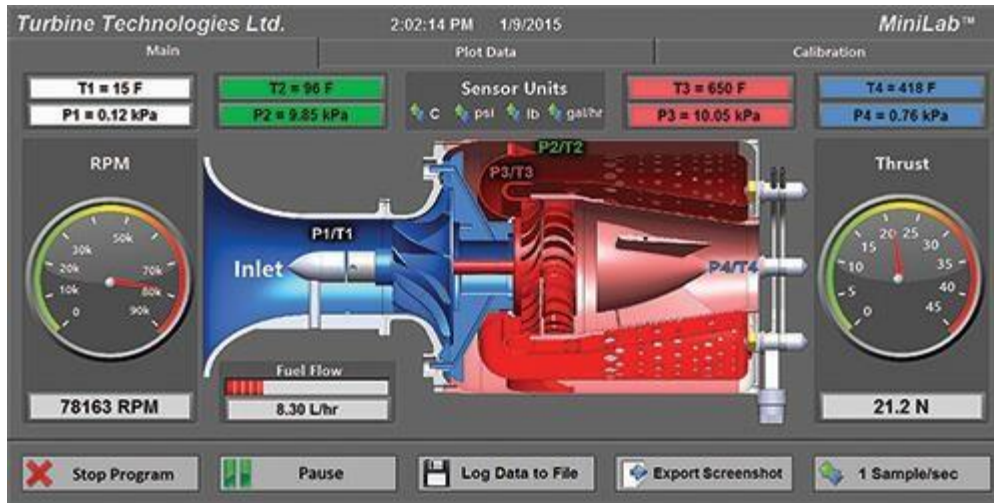 Turbine Technologies Ltd. 2:02:14 PM 1/9/2015 MiniLab™
Main Plot Data Calibration
T1 = 15 F T2 = 96 F Sensor Units T3 = 650 F T4 = 418 F
P1 = 0.12 kPa P2 = 9.85 kPa C psi lb gal/hr P3 = 10.05 kPa P4 = 0.76 kPa
RPM
0
10k
20k
30k
50k
70k
80k
90k
78163 RPM
P2/T2
P3/T3
P1/T1
Inlet
P4/T4
Fuel Flow
8.30 L/hr
Thrust
0
5
10
15
20
25
30
35
40
45
21.2 N
Stop Program Pause Log Data to File Export Screenshot 1 Sample/sec